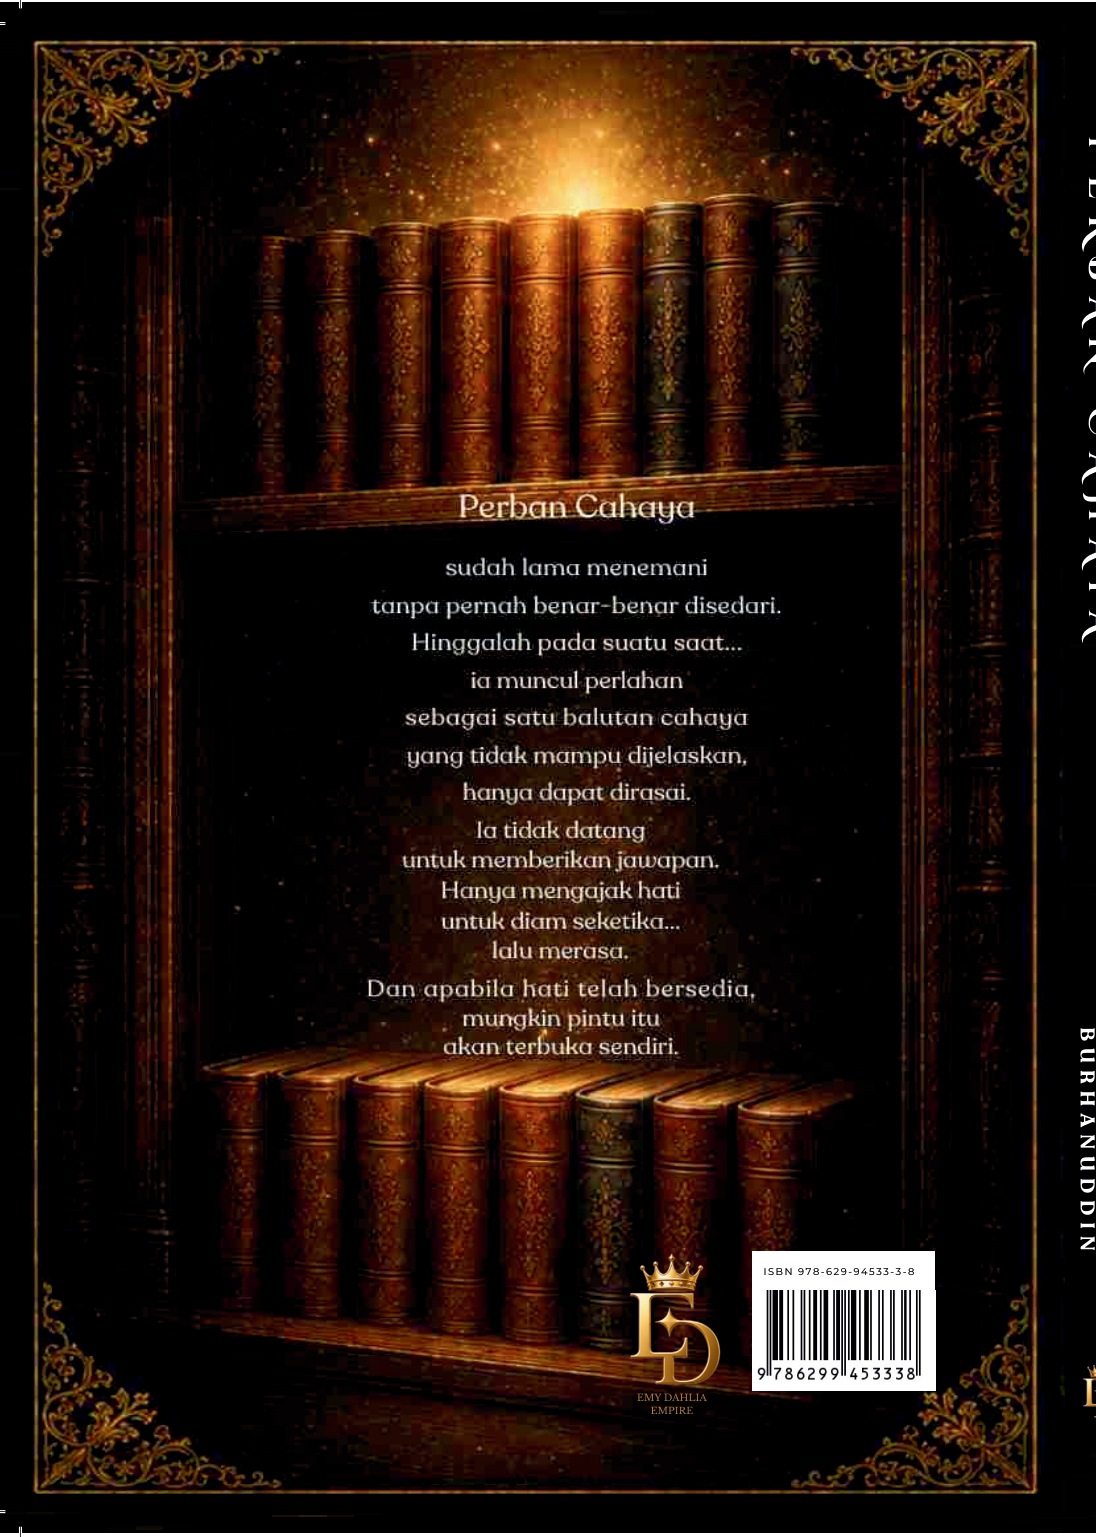 Perban Cahaya
sudah lama menemani
tanpa pernah benar-benar disedari.
Hinggalah pada suatu saat...
ia muncul perlahan
sebagai satu balutan cahaya
yang tidak mampu dijelaskan,
hanya dapat dirasai.
Ia tidak datang
untuk memberikan jawapan.
Hanya mengajak hati
untuk diam seketika...
lalu merasa.
Dan apabila hati telah bersedia,
mungkin pintu itu
akan terbuka sendiri.
ED
EMY DAHLIA
EMPIRE
ISBN 978-629-94533-3-8
9 786299 453338
PERBAN CAHAYA
BURHANUDDIN